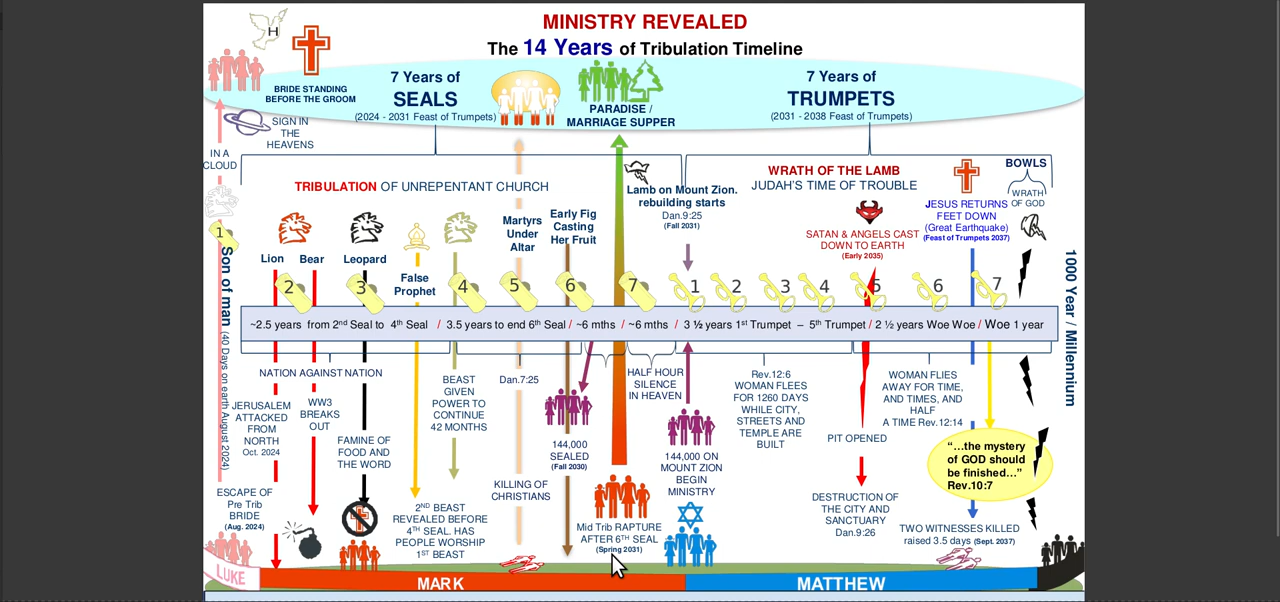 MINISTRY REVEALED
The 14 Years of Tribulation Timeline
H
BRIDE STANDING
BEFORE THE GROOM
7 Years of
SEALS
(2024 - 2031 Feast of Trumpets)
PARADISE /
MARRIAGE SUPPER
7 Years of
TRUMPETS
(2031 - 2038 Feast of Trumpets)
SIGN IN
THE
HEAVENS
IN A
CLOUD
TRIBULATION OF UNREPENTANT CHURCH
Lamb on Mount Zion.
rebuilding starts
Dan.9:25
(Fall 2031)
WRATH OF THE LAMB
JUDAH'S TIME OF TROUBLE
BOWLS
WRATH
OF GOD
JESUS RETURNS
FEET DOWN
(Great Earthquake)
(Feast of Trumpets 2037)
SATAN & ANGELS CAST
DOWN TO EARTH
(Early 2035)
Martyrs
Under
Altar
Early Fig
Casting
Her Fruit
Lion
Bear
Leopard
False
Prophet
1
2
3
4
5
6
7
1
2
3
4
5
6
7
Son of man (40 Days on earth August 2024)
1000 Year / Millennium
~2.5 years from 2nd Seal to 4th Seal / 3.5 years to end 6th Seal / ~6 mths / ~6 mths / 3 ½ years 1st Trumpet – 5th Trumpet / 2 ½ years Woe Woe / Woe 1 year
NATION AGAINST NATION
JERUSALEM
ATTACKED
FROM
NORTH
Oct. 2024
WW3
BREAKS
OUT
FAMINE OF
FOOD AND
THE WORD
BEAST
GIVEN
POWER TO
CONTINUE
42 MONTHS
Dan.7:25
HALF HOUR
SILENCE
IN HEAVEN
Rev.12:6
WOMAN FLEES
FOR 1260 DAYS
WHILE CITY,
STREETS AND
TEMPLE ARE
BUILT
WOMAN FLIES
AWAY FOR TIME,
AND TIMES, AND
HALF
A TIME Rev.12:14
PIT OPENED
144,000
SEALED
(Fall 2030)
144,000 ON
MOUNT ZION
BEGIN
MINISTRY
"…the mystery
of GOD should
be finished…"
Rev.10:7
ESCAPE OF
Pre Trib
BRIDE
(Aug. 2024)
KILLING OF
CHRISTIANS
2ND BEAST
REVEALED BEFORE
4TH SEAL. HAS
PEOPLE WORSHIP
1ST BEAST
Mid Trib RAPTURE
AFTER 6TH SEAL
(Spring 2031)
DESTRUCTION OF
THE CITY AND
SANCTUARY
Dan.9:26
TWO WITNESSES KILLED
raised 3.5 days (Sept. 2037)
LUKE
MARK
MATTHEW